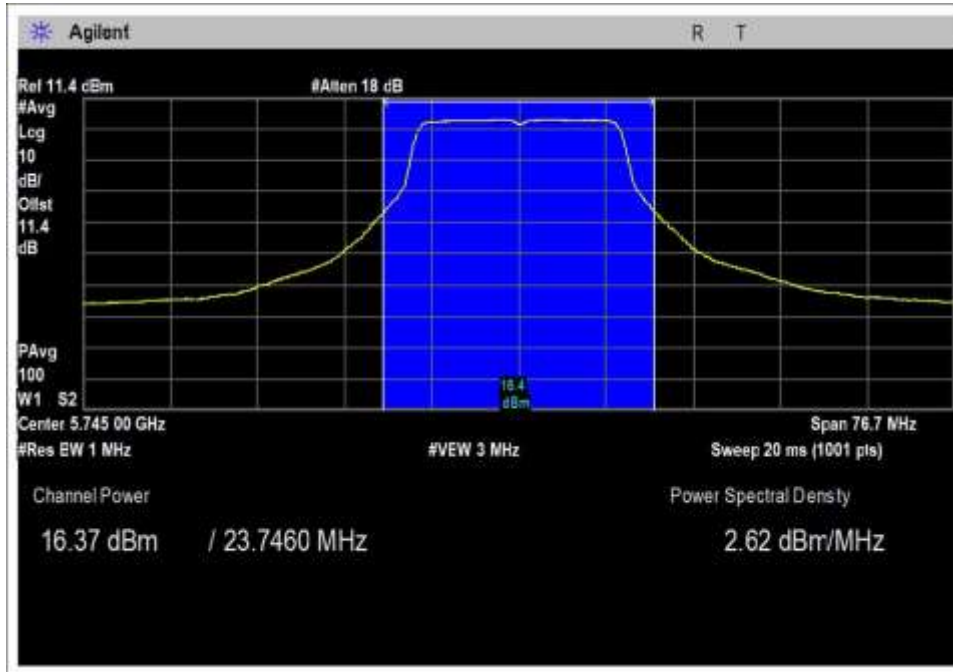 Agilent R T
Ref 11.4 dBm #Atten 18 dB
#Avg
Log
10
dB/
Offst
11.4
dB
PAvg
100
W1 S2
16.4
dBm
Center 5.745 00 GHz Span 76.7 MHz
#Res BW 1 MHz #VBW 3 MHz Sweep 20 ms (1001 pts)
Channel Power Power Spectral Density
16.37 dBm / 23.7460 MHz 2.62 dBm/MHz